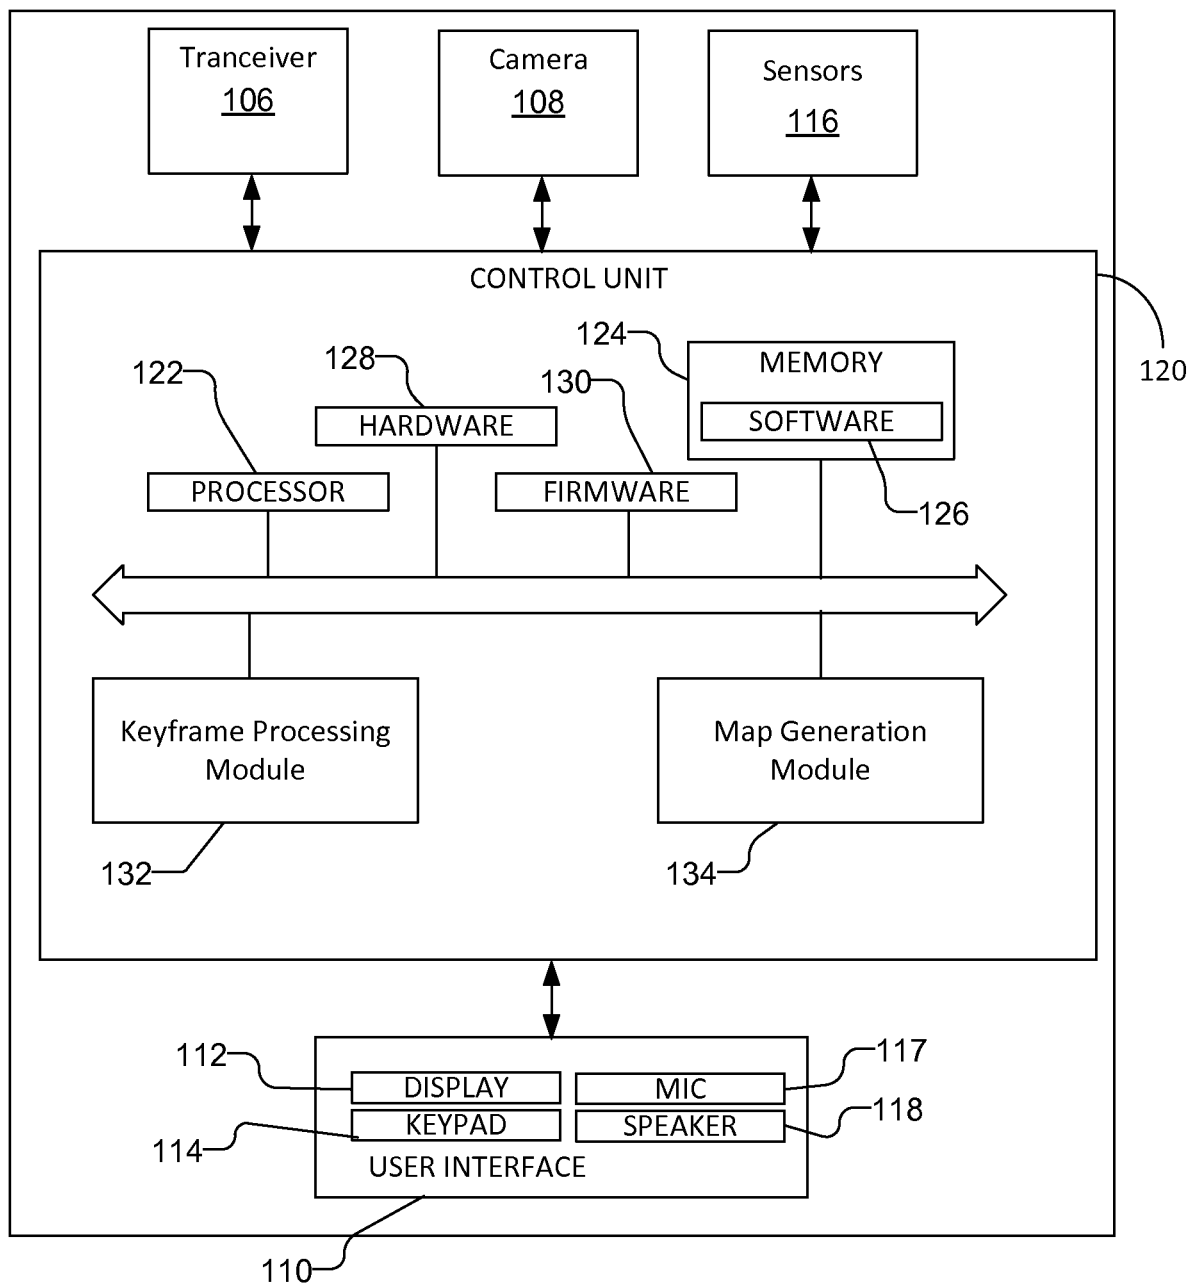 Tranceiver
106
Camera
108
Sensors
116
CONTROL UNIT
120
124
MEMORY
SOFTWARE
126
128
HARDWARE
130
FIRMWARE
122
PROCESSOR
Keyframe Processing
Module
132
Map Generation
Module
134
112
DISPLAY
MIC
117
114
KEYPAD
SPEAKER
118
USER INTERFACE
110